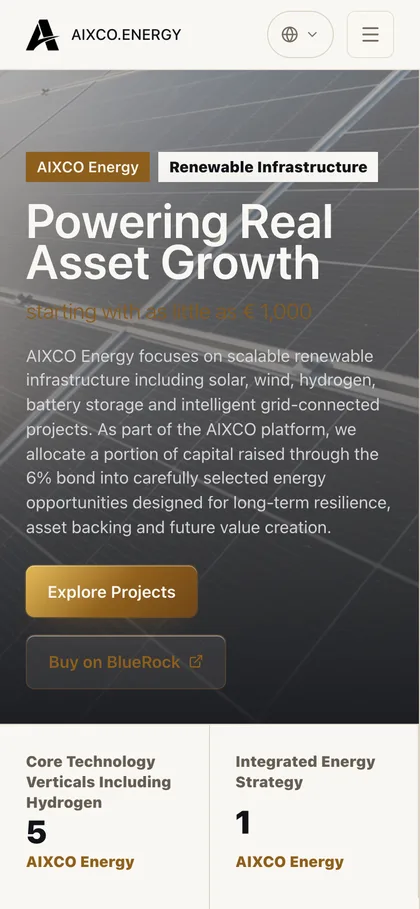 AIXCO.ENERGY
AIXCO Energy
Renewable Infrastructure
Powering Real
Asset Growth
starting with as little as € 1,000
AIXCO Energy focuses on scalable renewable
infrastructure including solar, wind, hydrogen,
battery storage and intelligent grid-connected
projects. As part of the AIXCO platform, we
allocate a portion of capital raised through the
6% bond into carefully selected energy
opportunities designed for long-term resilience,
asset backing and future value creation.
Explore Projects
Buy on BlueRock
Core Technology
Verticals Including
Hydrogen
5
AIXCO Energy
Integrated Energy
Strategy
1
AIXCO Energy